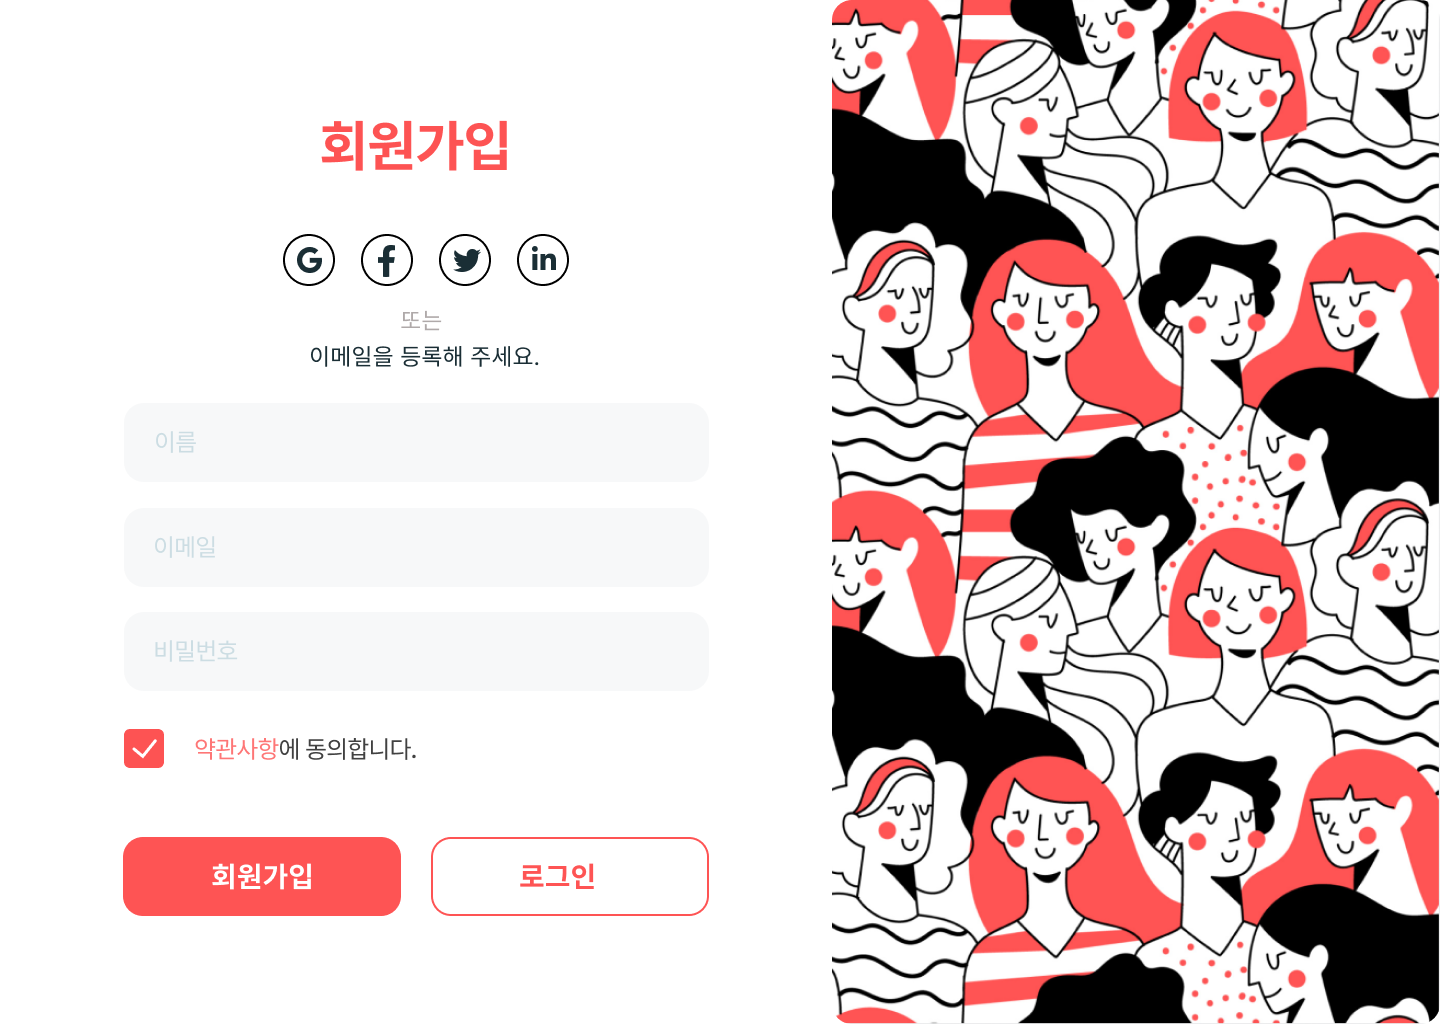 회원가입
또는
이메일을 등록해 주세요.
이름
이메일
비밀번호
약관사항에 동의합니다.
회원가입 로그인